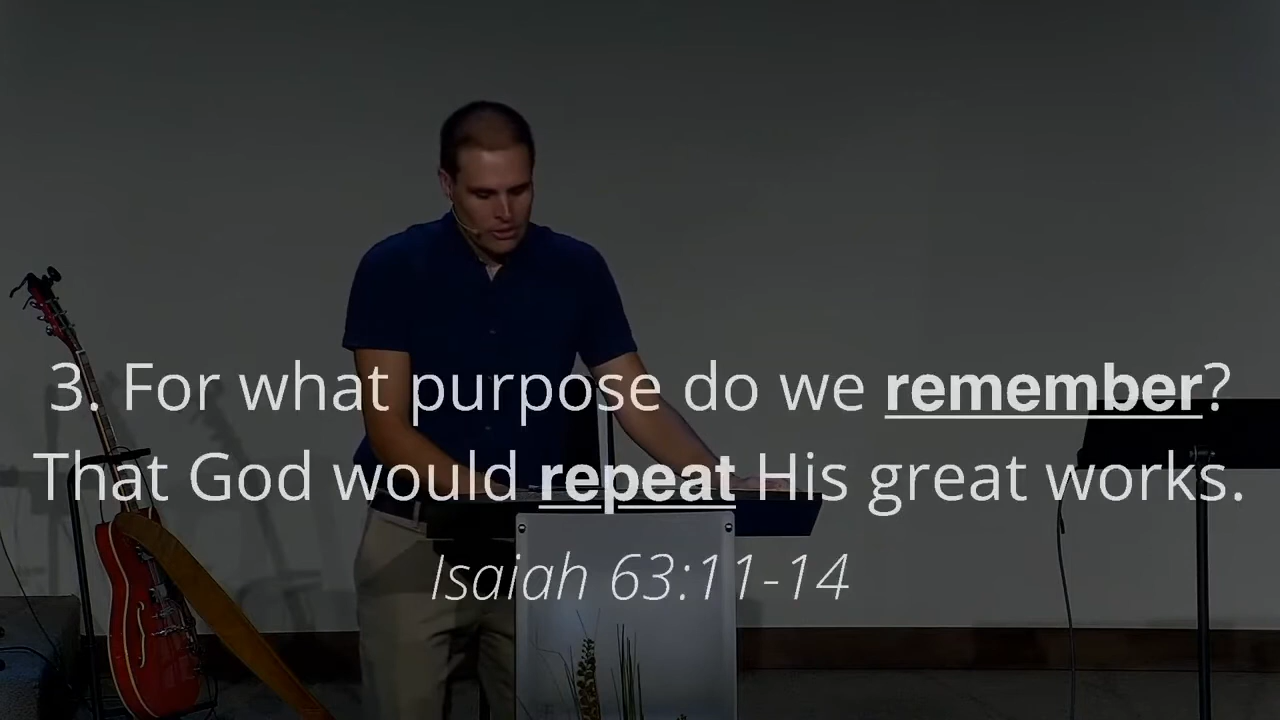 3. For what purpose do we remember?
That God would repeat His great works.
Isaiah 63:11-14